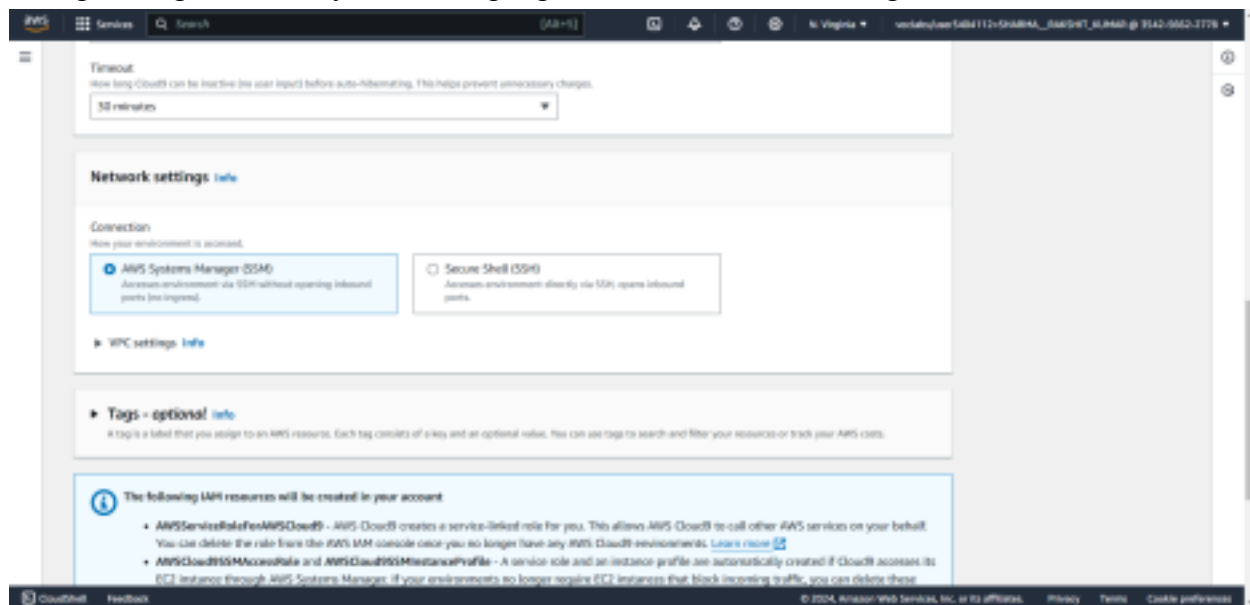 aws Services Search [Alt+S] N. Virginia
Timeout
How long Cloud9 can be inactive (no user input) before auto-hibernating. This helps prevent unnecessary charges.
30 minutes
Network settings Info
Connection
How your environment is accessed.
AWS Systems Manager (SSM)
Accesses environment via SSM without opening inbound
ports (no ingress).
Secure Shell (SSH)
Accesses environment directly via SSH, opens inbound
ports.
VPC settings Info
Tags - optional Info
A tag is a label that you assign to an AWS resource. Each tag consists of a key and an optional value. You can use tags to search and filter your resources or track your AWS costs.
The following IAM resources will be created in your account
• AWSServiceRoleForAWSCloud9 - AWS Cloud9 creates a service-linked role for you. This allows AWS Cloud9 to call other AWS services on your behalf.
You can delete the role from the AWS IAM console once you no longer have any AWS Cloud9 environments. Learn more
• AWSCloud9SSMAccessRole and AWSCloud9SSMInstanceProfile - A service role and an instance profile are automatically created if Cloud9 accesses its
EC2 instance through AWS Systems Manager. If your environments no longer require EC2 instances that block incoming traffic, you can delete these
CloudShell Feedback © 2024, Amazon Web Services, Inc. or its affiliates. Privacy Terms Cookie preferences